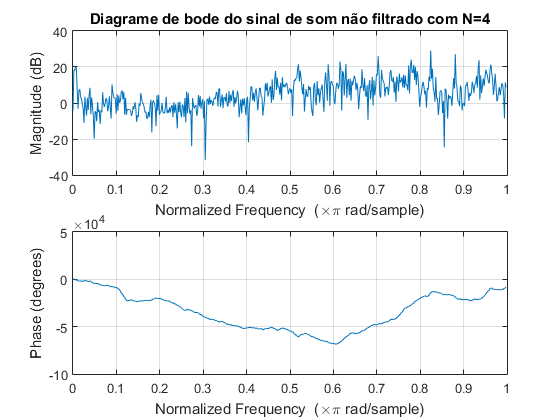 Diagrame de bode do sinal de som não filtrado com N=4
40
20
0
-20
-40
Magnitude (dB)
0 0.1 0.2 0.3 0.4 0.5 0.6 0.7 0.8 0.9 1
Normalized Frequency (×π rad/sample)
×10^4
5
0
-5
-10
Phase (degrees)
0 0.1 0.2 0.3 0.4 0.5 0.6 0.7 0.8 0.9 1
Normalized Frequency (×π rad/sample)